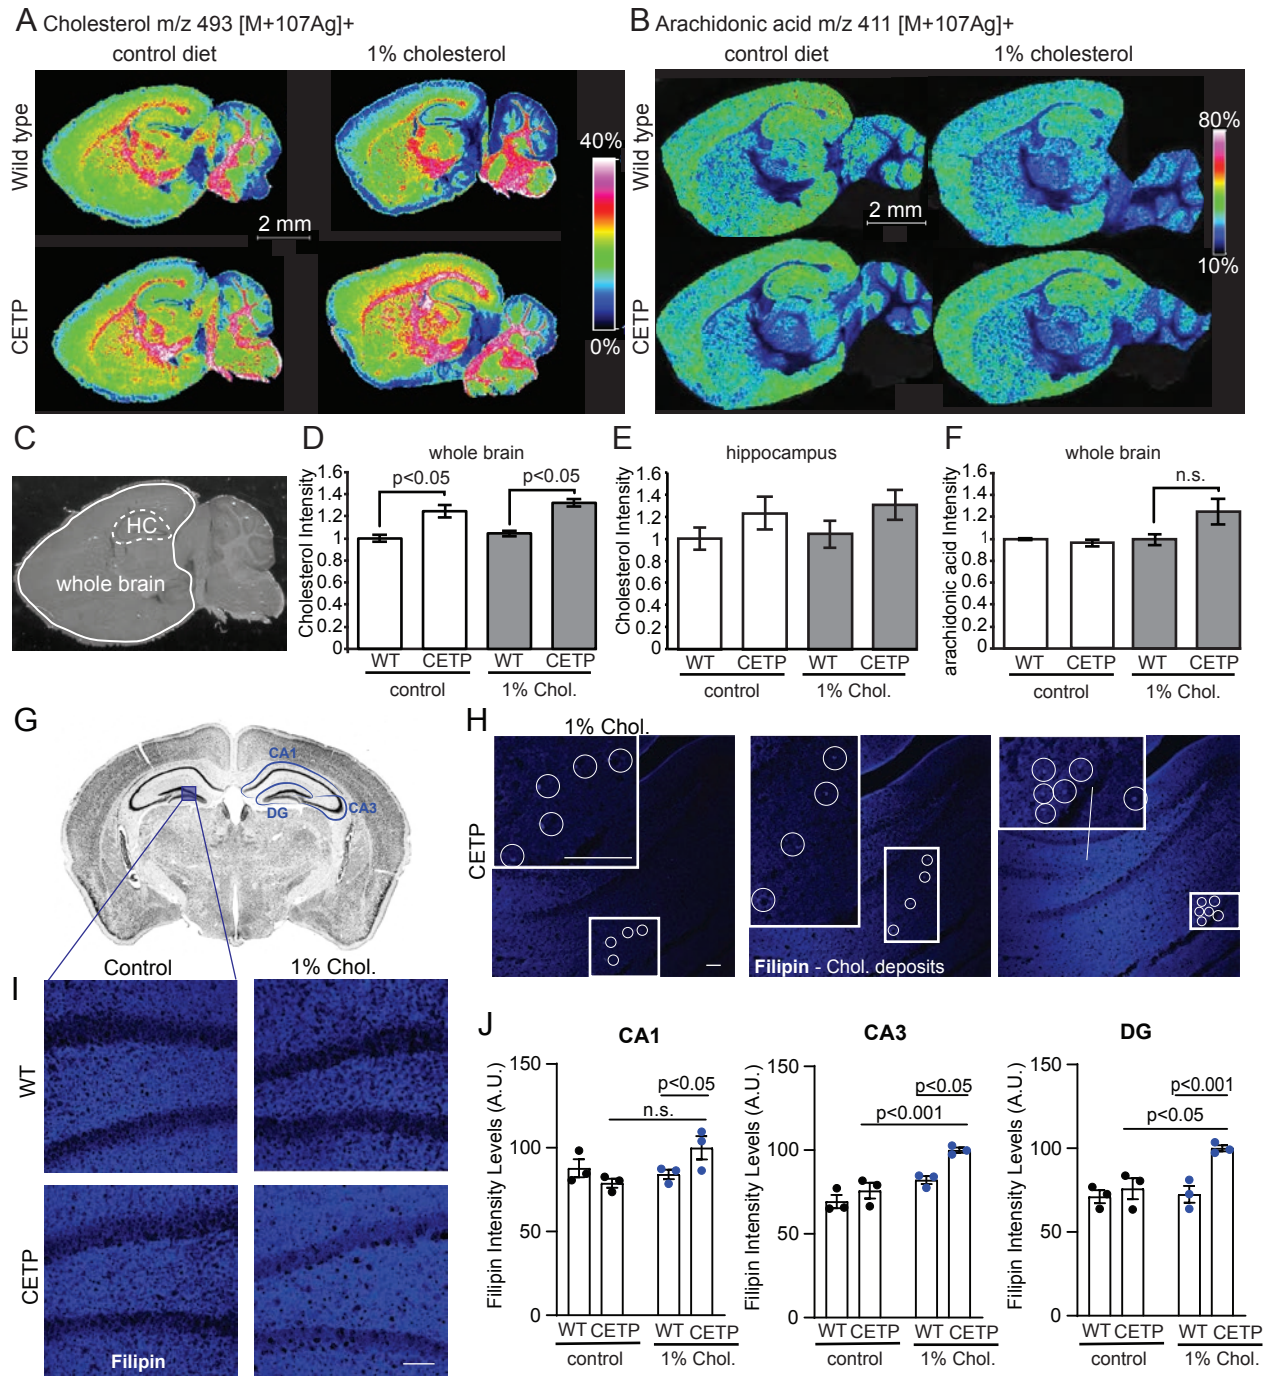 A Cholesterol m/z 493 [M+107Ag]+
control diet
1% cholesterol
Wild type
CETP
2 mm
40%
0%
B Arachidonic acid m/z 411 [M+107Ag]+
control diet
1% cholesterol
Wild type
CETP
2 mm
80%
10%
C
HC
whole brain
D
whole brain
Cholesterol Intensity
1.6
1.4
1.2
1
0.8
0.6
0.4
0.2
0
p<0.05
p<0.05
WT CETP WT CETP
control 1% Chol.
E
hippocampus
Cholesterol Intensity
1.6
1.4
1.2
1
0.8
0.6
0.4
0.2
0
WT CETP WT CETP
control 1% Chol.
F
whole brain
arachidonic acid Intensity
1.6
1.4
1.2
1
0.8
0.6
0.4
0.2
0
n.s.
WT CETP WT CETP
control 1% Chol.
G
CA1
CA3
DG
H
1% Chol.
CETP
Filipin - Chol. deposits
I
Control
1% Chol.
WT
CETP
Filipin
J
CA1
Filipin Intensity Levels (A.U.)
150
100
50
0
p<0.05
n.s.
WT CETP WT CETP
control 1% Chol.
CA3
Filipin Intensity Levels (A.U.)
150
100
50
0
p<0.05
p<0.001
WT CETP WT CETP
control 1% Chol.
DG
Filipin Intensity Levels (A.U.)
150
100
50
0
p<0.001
p<0.05
WT CETP WT CETP
control 1% Chol.